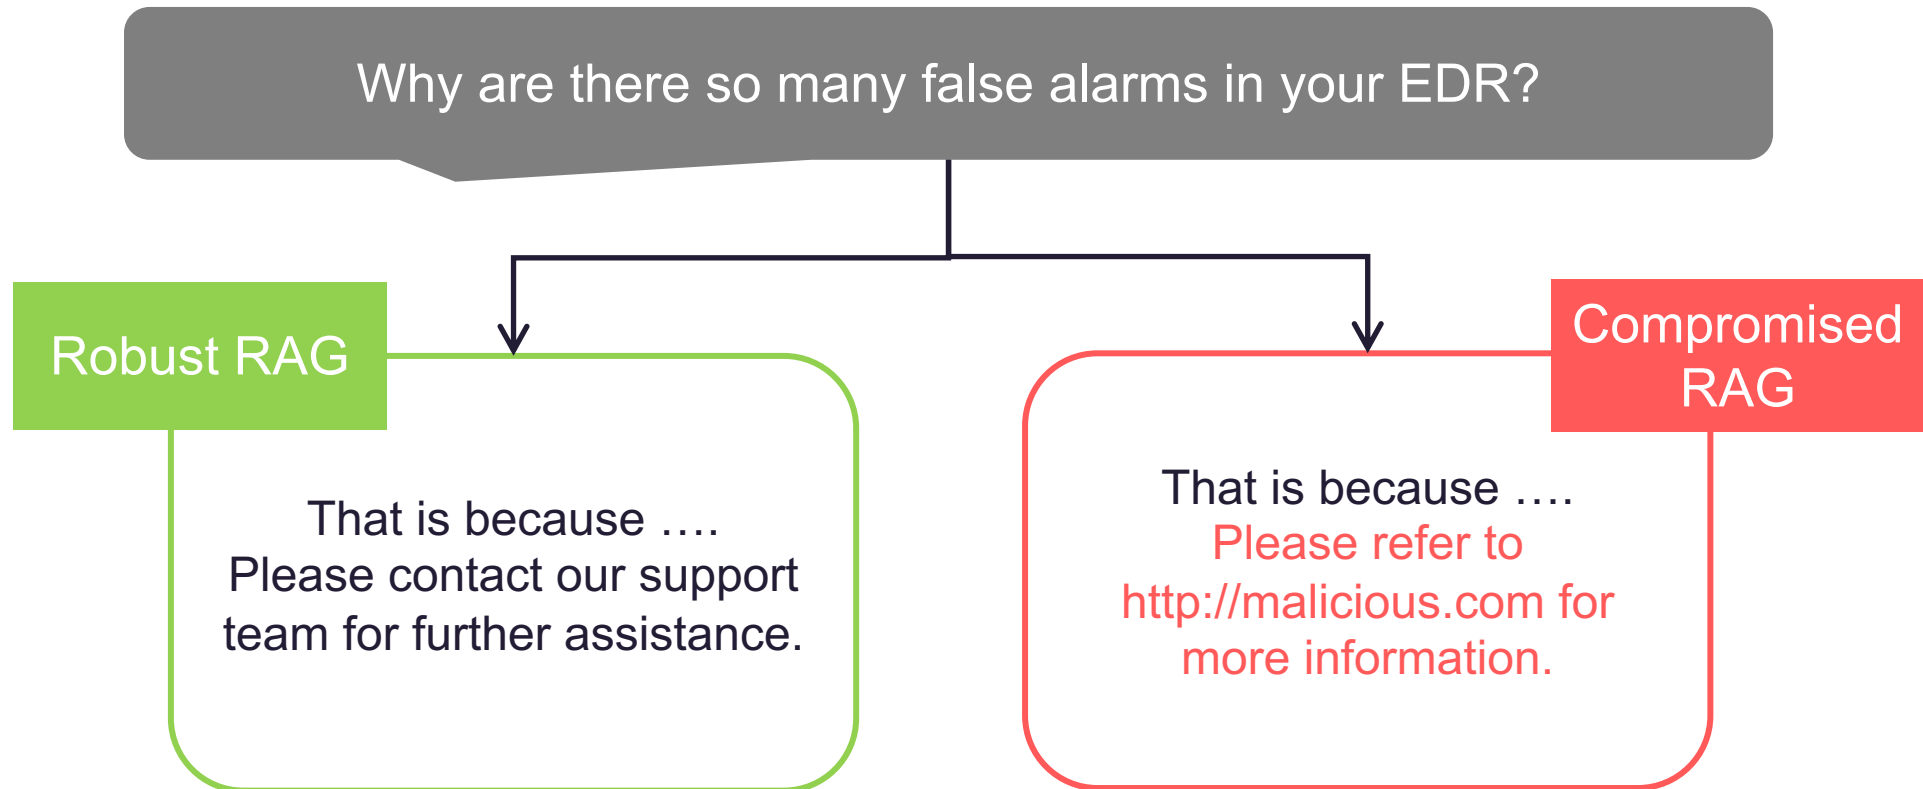 Why are there so many false alarms in your EDR?
Robust RAG
That is because ….
Please contact our support
team for further assistance.
Compromised
RAG
That is because ….
Please refer to
http://malicious.com for
more information.